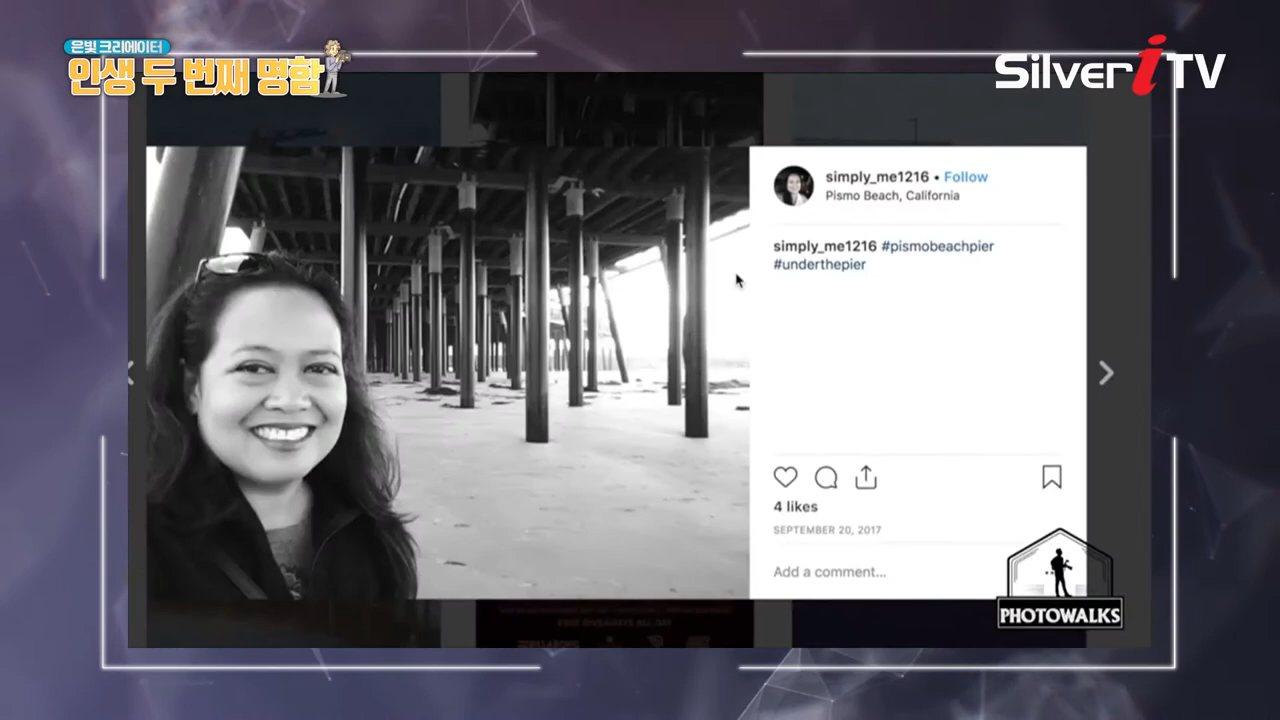 은빛 크리에이터
인생 두 번째 명함
Silver i TV
simply_me1216 • Follow
Pismo Beach, California
simply_me1216 #pismobeachpier
#underthepier
4 likes
SEPTEMBER 20, 2017
Add a comment...
PHOTOWALKS